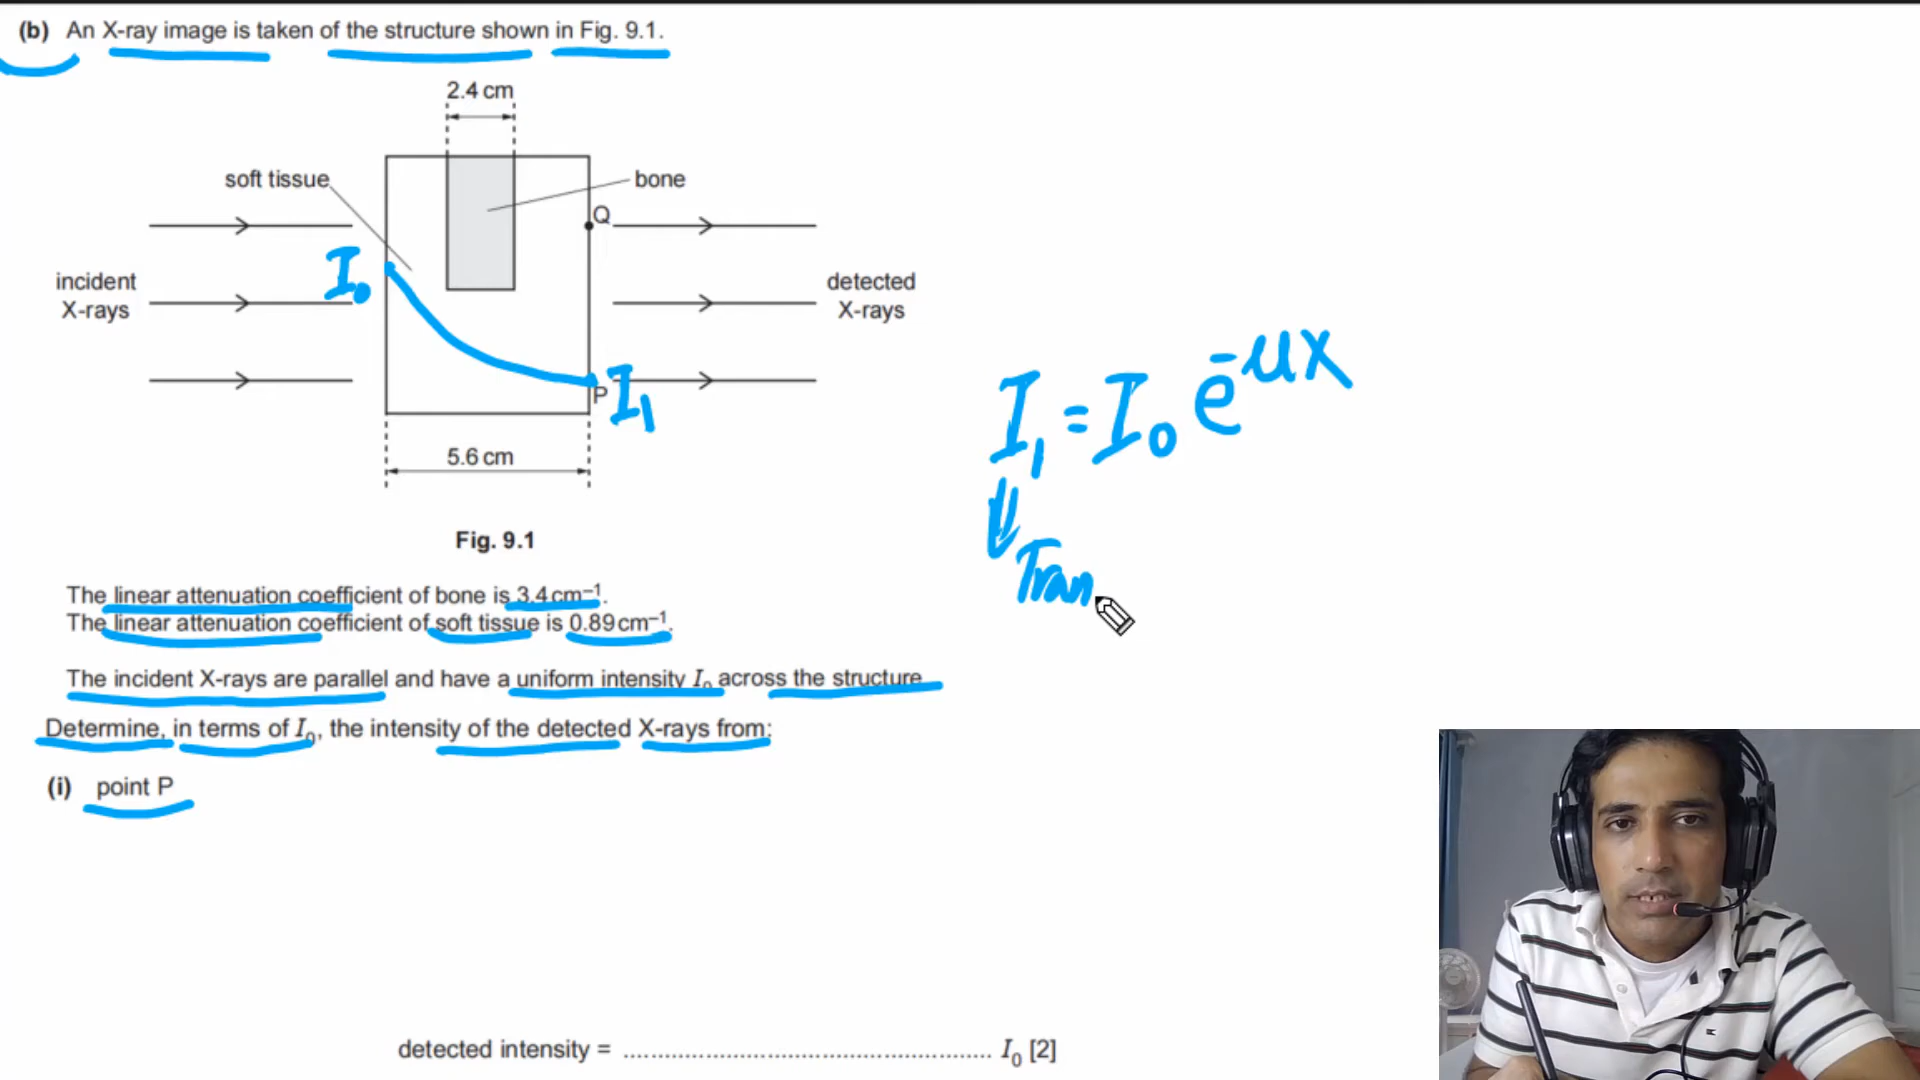 (b) An X-ray image is taken of the structure shown in Fig. 9.1.
2.4 cm
soft tissue
bone
Q
I₀
incident
X-rays
detected
X-rays
P
I₁
5.6 cm
I₁ = I₀ e^-μx
Tran
Fig. 9.1
The linear attenuation coefficient of bone is 3.4 cm⁻¹.
The linear attenuation coefficient of soft tissue is 0.89 cm⁻¹.
The incident X-rays are parallel and have a uniform intensity I₀ across the structure
Determine, in terms of I₀, the intensity of the detected X-rays from:
(i) point P
detected intensity = ........................................................ I₀ [2]